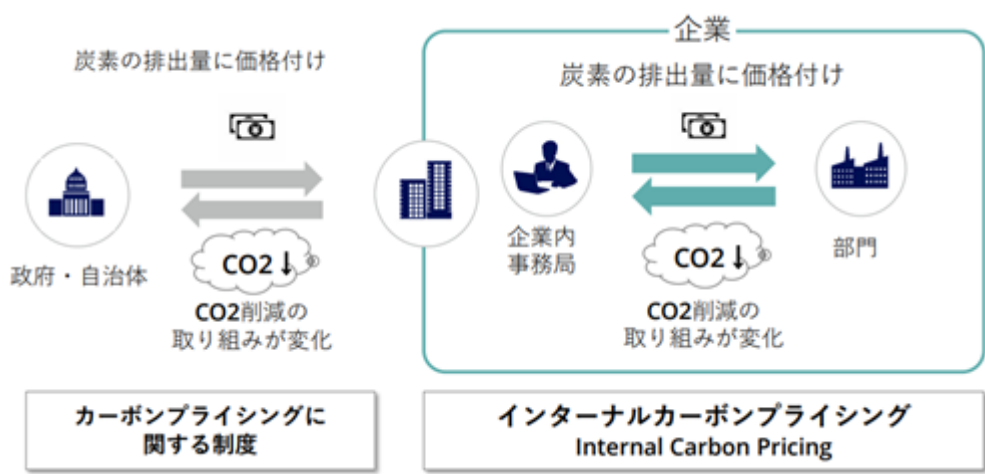 企業
炭素の排出量に価格付け
炭素の排出量に価格付け
政府・自治体
CO2↓
CO2削減の
取り組みが変化
企業内
事務局
CO2↓
CO2削減の
取り組みが変化
部門
カーボンプライシングに
関する制度
インターナルカーボンプライシング
Internal Carbon Pricing